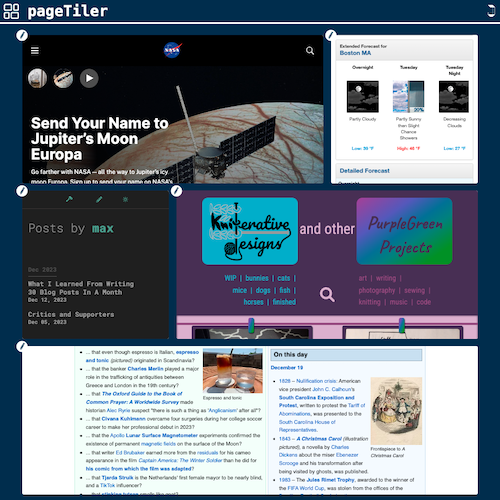 pageTiler
NASA
Send Your Name to
Jupiter's Moon
Europa
Go farther with NASA — all the way to Jupiter's icy
moon Europa. Sign up to send your name on NASA's
Extended Forecast for
Boston MA
Overnight
Tuesday
Tuesday
Night
Partly Cloudy
Partly Sunny
then Slight
Chance
Showers
Decreasing
Clouds
Low: 39 °F
High: 46 °F
Low: 27 °F
Detailed Forecast
Posts by max
Dec 2023
What I Learned From Writing
30 Blog Posts In A Month
Dec 12, 2023
Critics and Supporters
Dec 05, 2023
Kniterative
Designs
and other
PurpleGreen
Projects
WIP | bunnies | cats |
mice | dogs | fish |
horses | finished
art | writing |
photography | sewing |
knitting | music | code
... that even though espresso is Italian, espresso
and tonic (pictured) originated in Scandinavia?
... that the banker Charles Merlin played a major
role in the trafficking of antiquities between
Greece and London in the 19th century?
... that The Oxford Guide to the Book of
Common Prayer: A Worldwide Survey made
historian Alec Ryrie suspect "there is such a thing as 'Anglicanism' after all"?
... that Civana Kuhlmann overcame four surgeries during her college soccer
career to make her professional debut in 2023?
... that the Apollo Lunar Surface Magnetometer experiments confirmed the
existence of permanent magnetic fields on the Moon?
... that writer Ed Brubaker earned more from the residuals for his cameo
appearance in the film Captain America: The Winter Soldier than he did for
his comic from which the film was adapted?
... that Tjarda Struik is the Netherlands' first female mayor to be nearly blind,
and a TikTok influencer?
Espresso and tonic
On this day
December 19
1828 – Nullification crisis: American
vice president John C. Calhoun's
South Carolina Exposition and
Protest, written to protest the Tariff of
Abominations, was presented to the
South Carolina House of
Representatives.
1843 – A Christmas Carol (illustration
pictured), a novella by Charles
Dickens about the miser Ebenezer
Scrooge and his transformation after
being visited by ghosts, was published.
1983 – The Jules Rimet Trophy, awarded to the winner of
the FIFA World Cup, was stolen from the offices of the
Frontispiece to A
Christmas Carol